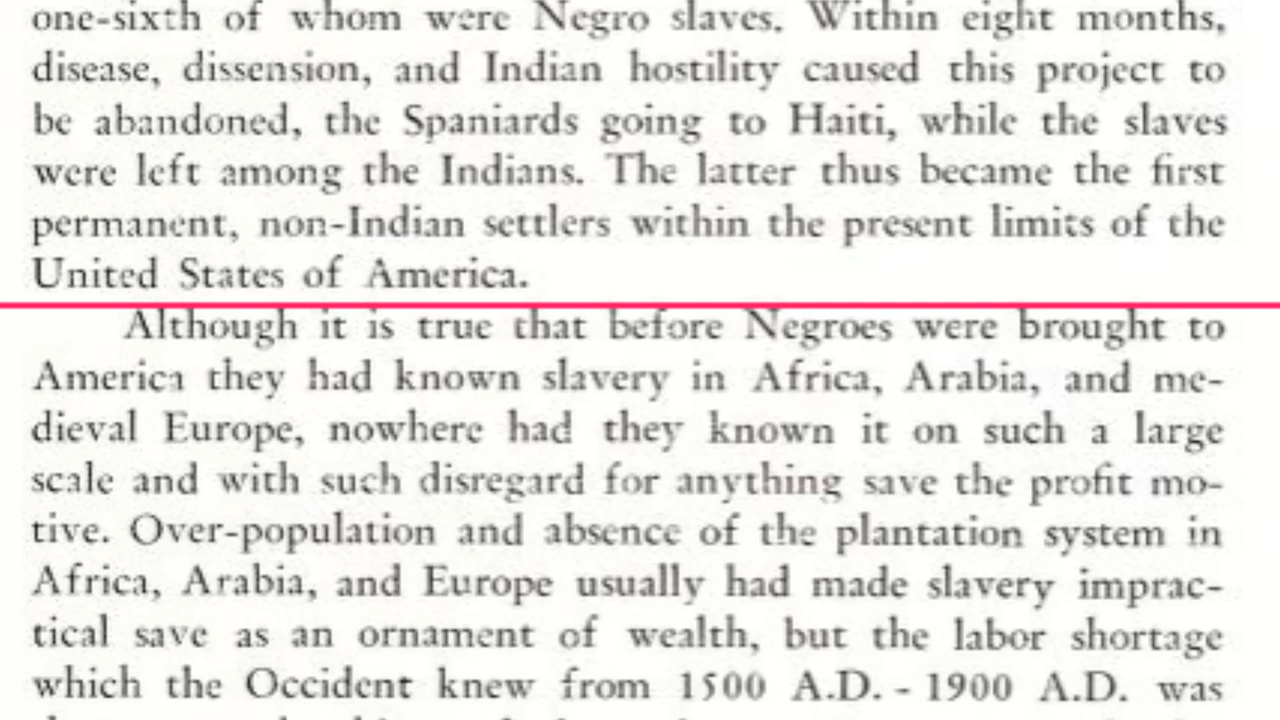 one-sixth of whom were Negro slaves. Within eight months,
disease, dissension, and Indian hostility caused this project to
be abandoned, the Spaniards going to Haiti, while the slaves
were left among the Indians. The latter thus became the first
permanent, non-Indian settlers within the present limits of the
United States of America.
Although it is true that before Negroes were brought to
America they had known slavery in Africa, Arabia, and me-
dieval Europe, nowhere had they known it on such a large
scale and with such disregard for anything save the profit mo-
tive. Over-population and absence of the plantation system in
Africa, Arabia, and Europe usually had made slavery imprac-
tical save as an ornament of wealth, but the labor shortage
which the Occident knew from 1500 A.D. - 1900 A.D. was